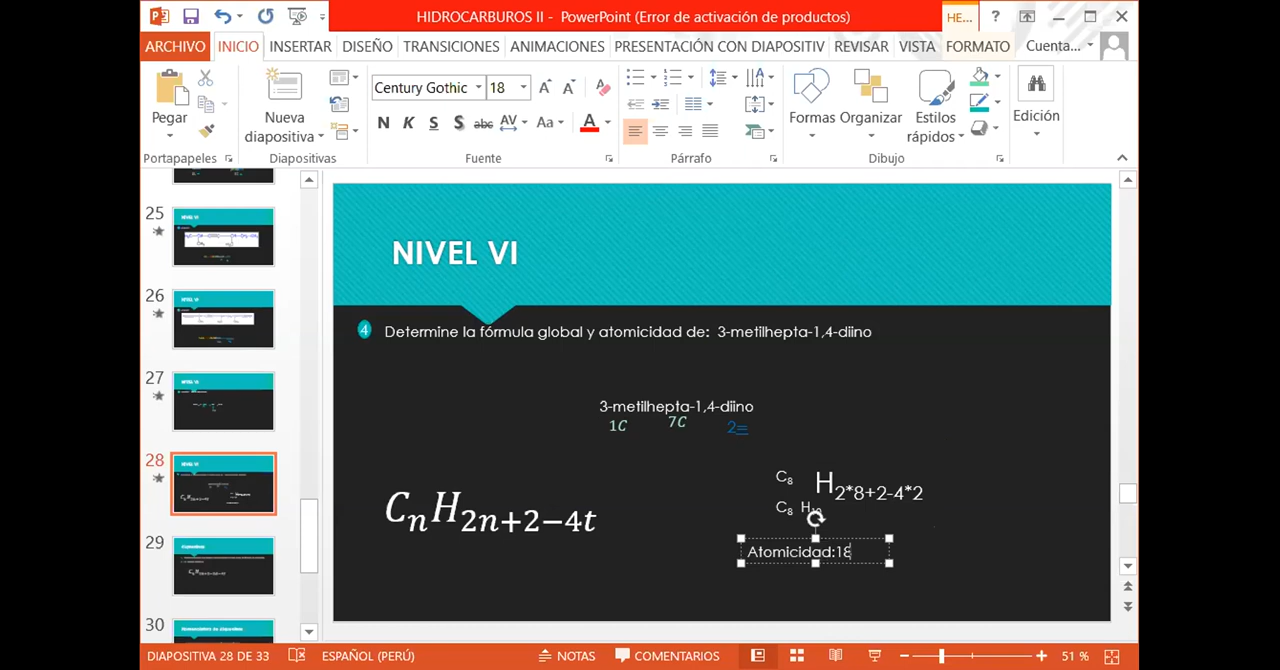 HIDROCARBUROS II - PowerPoint (Error de activación de productos)
HE...
?
ARCHIVO INICIO INSERTAR DISEÑO TRANSICIONES ANIMACIONES PRESENTACIÓN CON DIAPOSITIV REVISAR VISTA FORMATO Cuenta...
Pegar
Nueva diapositiva
Century Gothic 18
N K S S abc AV Aa A
Formas Organizar Estilos rápidos
Edición
Portapapeles Diapositivas Fuente Párrafo Dibujo
25
26
27
28
29
30
NIVEL VI
4 Determine la fórmula global y atomicidad de: 3-metilhepta-1,4-diino
3-metilhepta-1,4-diino
1C 7C 2=
C₈ H₂*₈₊₂₋₄*₂
C₈ H
CₙH₂ₙ₊₂₋₄ₜ
Atomicidad:18
DIAPOSITIVA 28 DE 33 ESPAÑOL (PERÚ) NOTAS COMENTARIOS 51 %